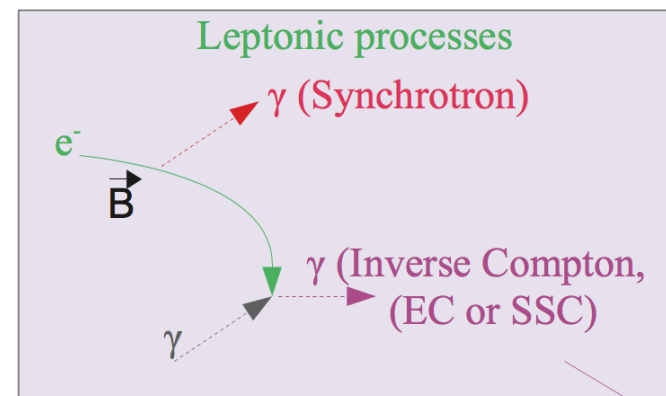 Leptonic processes
γ (Synchrotron)
e⁻
B
γ (Inverse Compton,
(EC or SSC)
γ